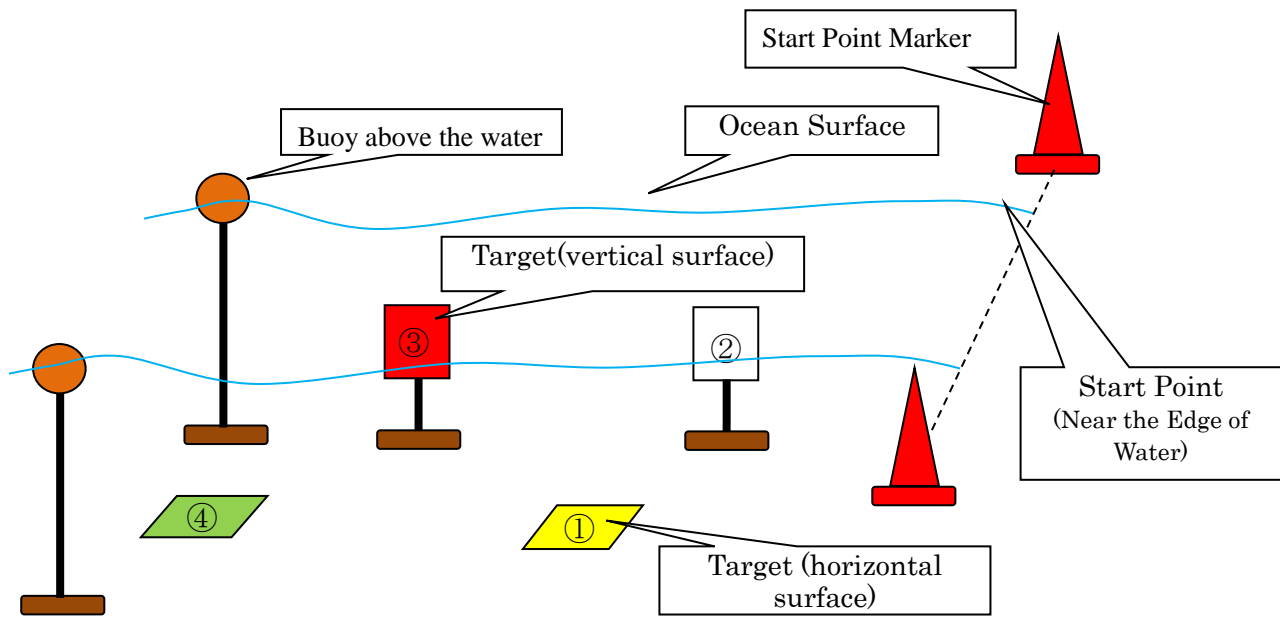 Start Point Marker
Buoy above the water
Ocean Surface
Target(vertical surface)
③
②
Start Point
(Near the Edge of
Water)
④
①
Target (horizontal
surface)